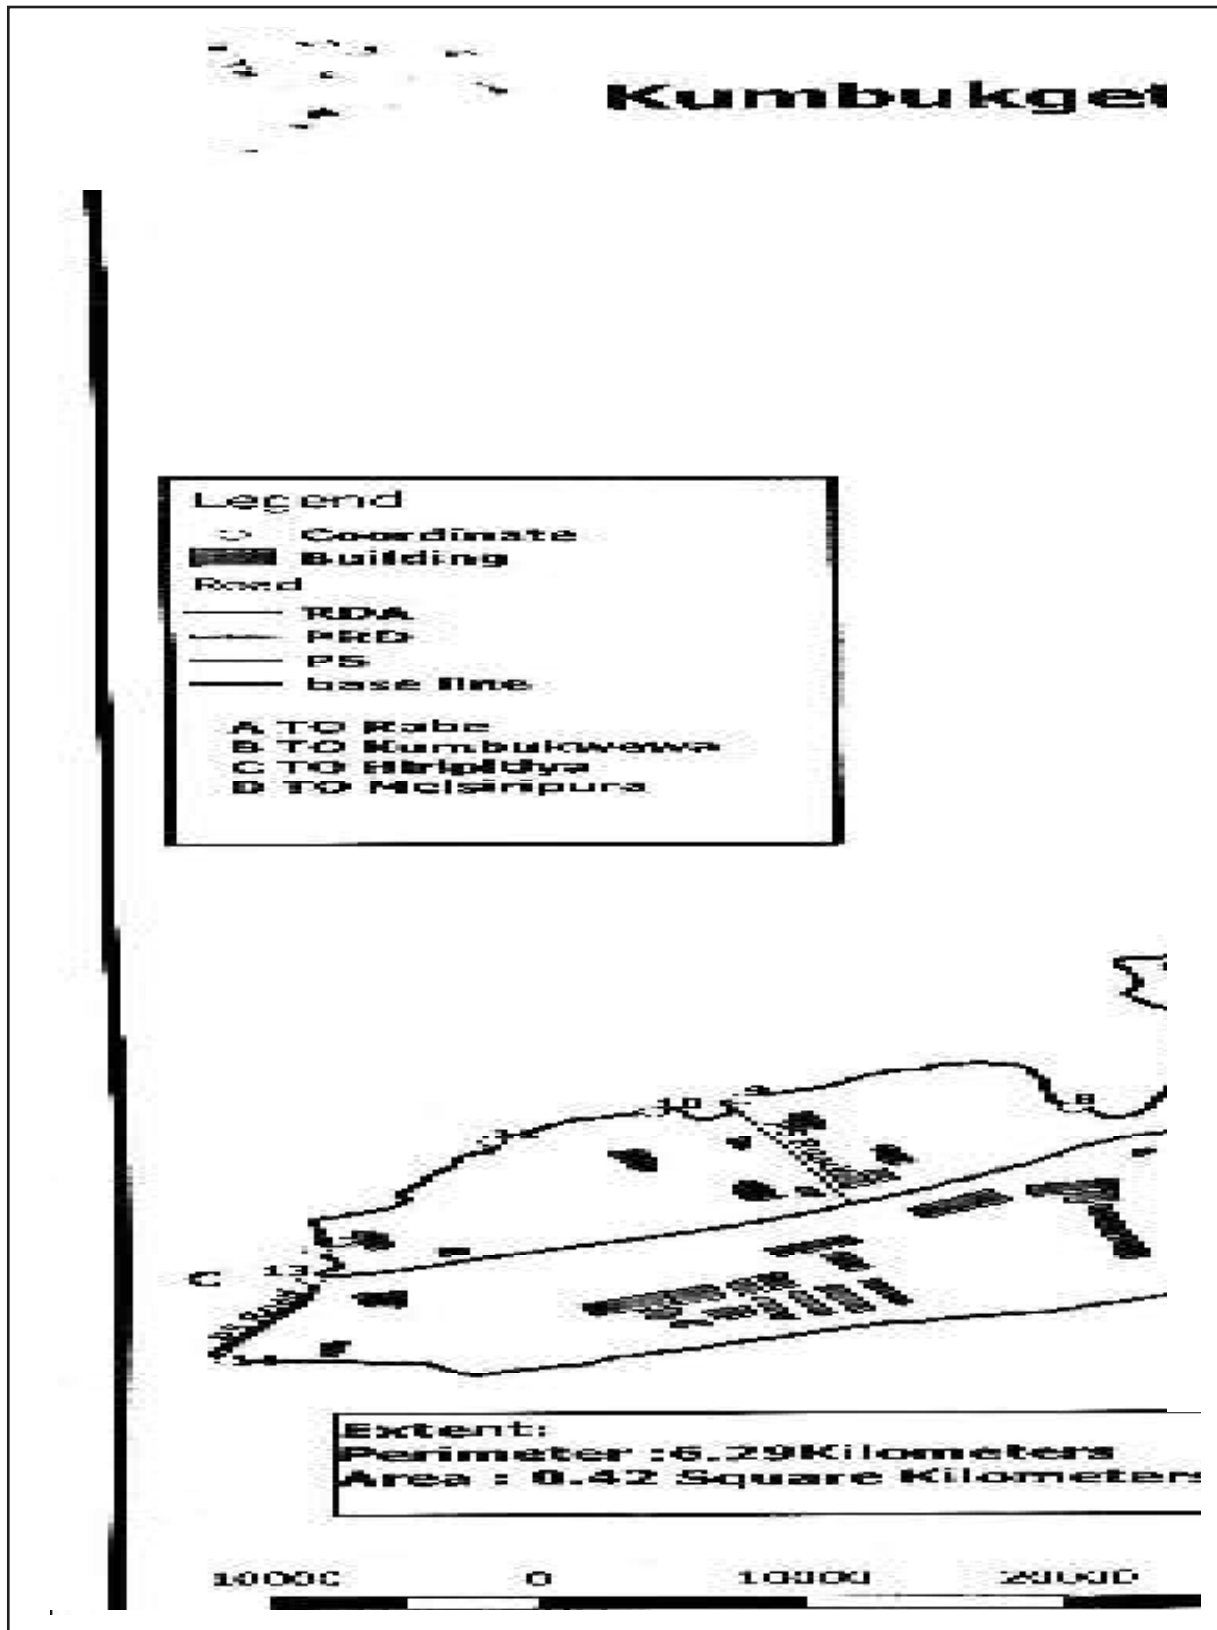 Kumbukget
Legend
Coordinate
Building
Road
RDA
PRD
PS
base line
A TO Rabe
B TO Kumbukwewa
C TO
D TO Melsiripura
9
10
8
12
C 13
Extent:
Perimeter :6.29Kilometers
Area : 0.42 Square Kilometers
10000 0 10000 20000